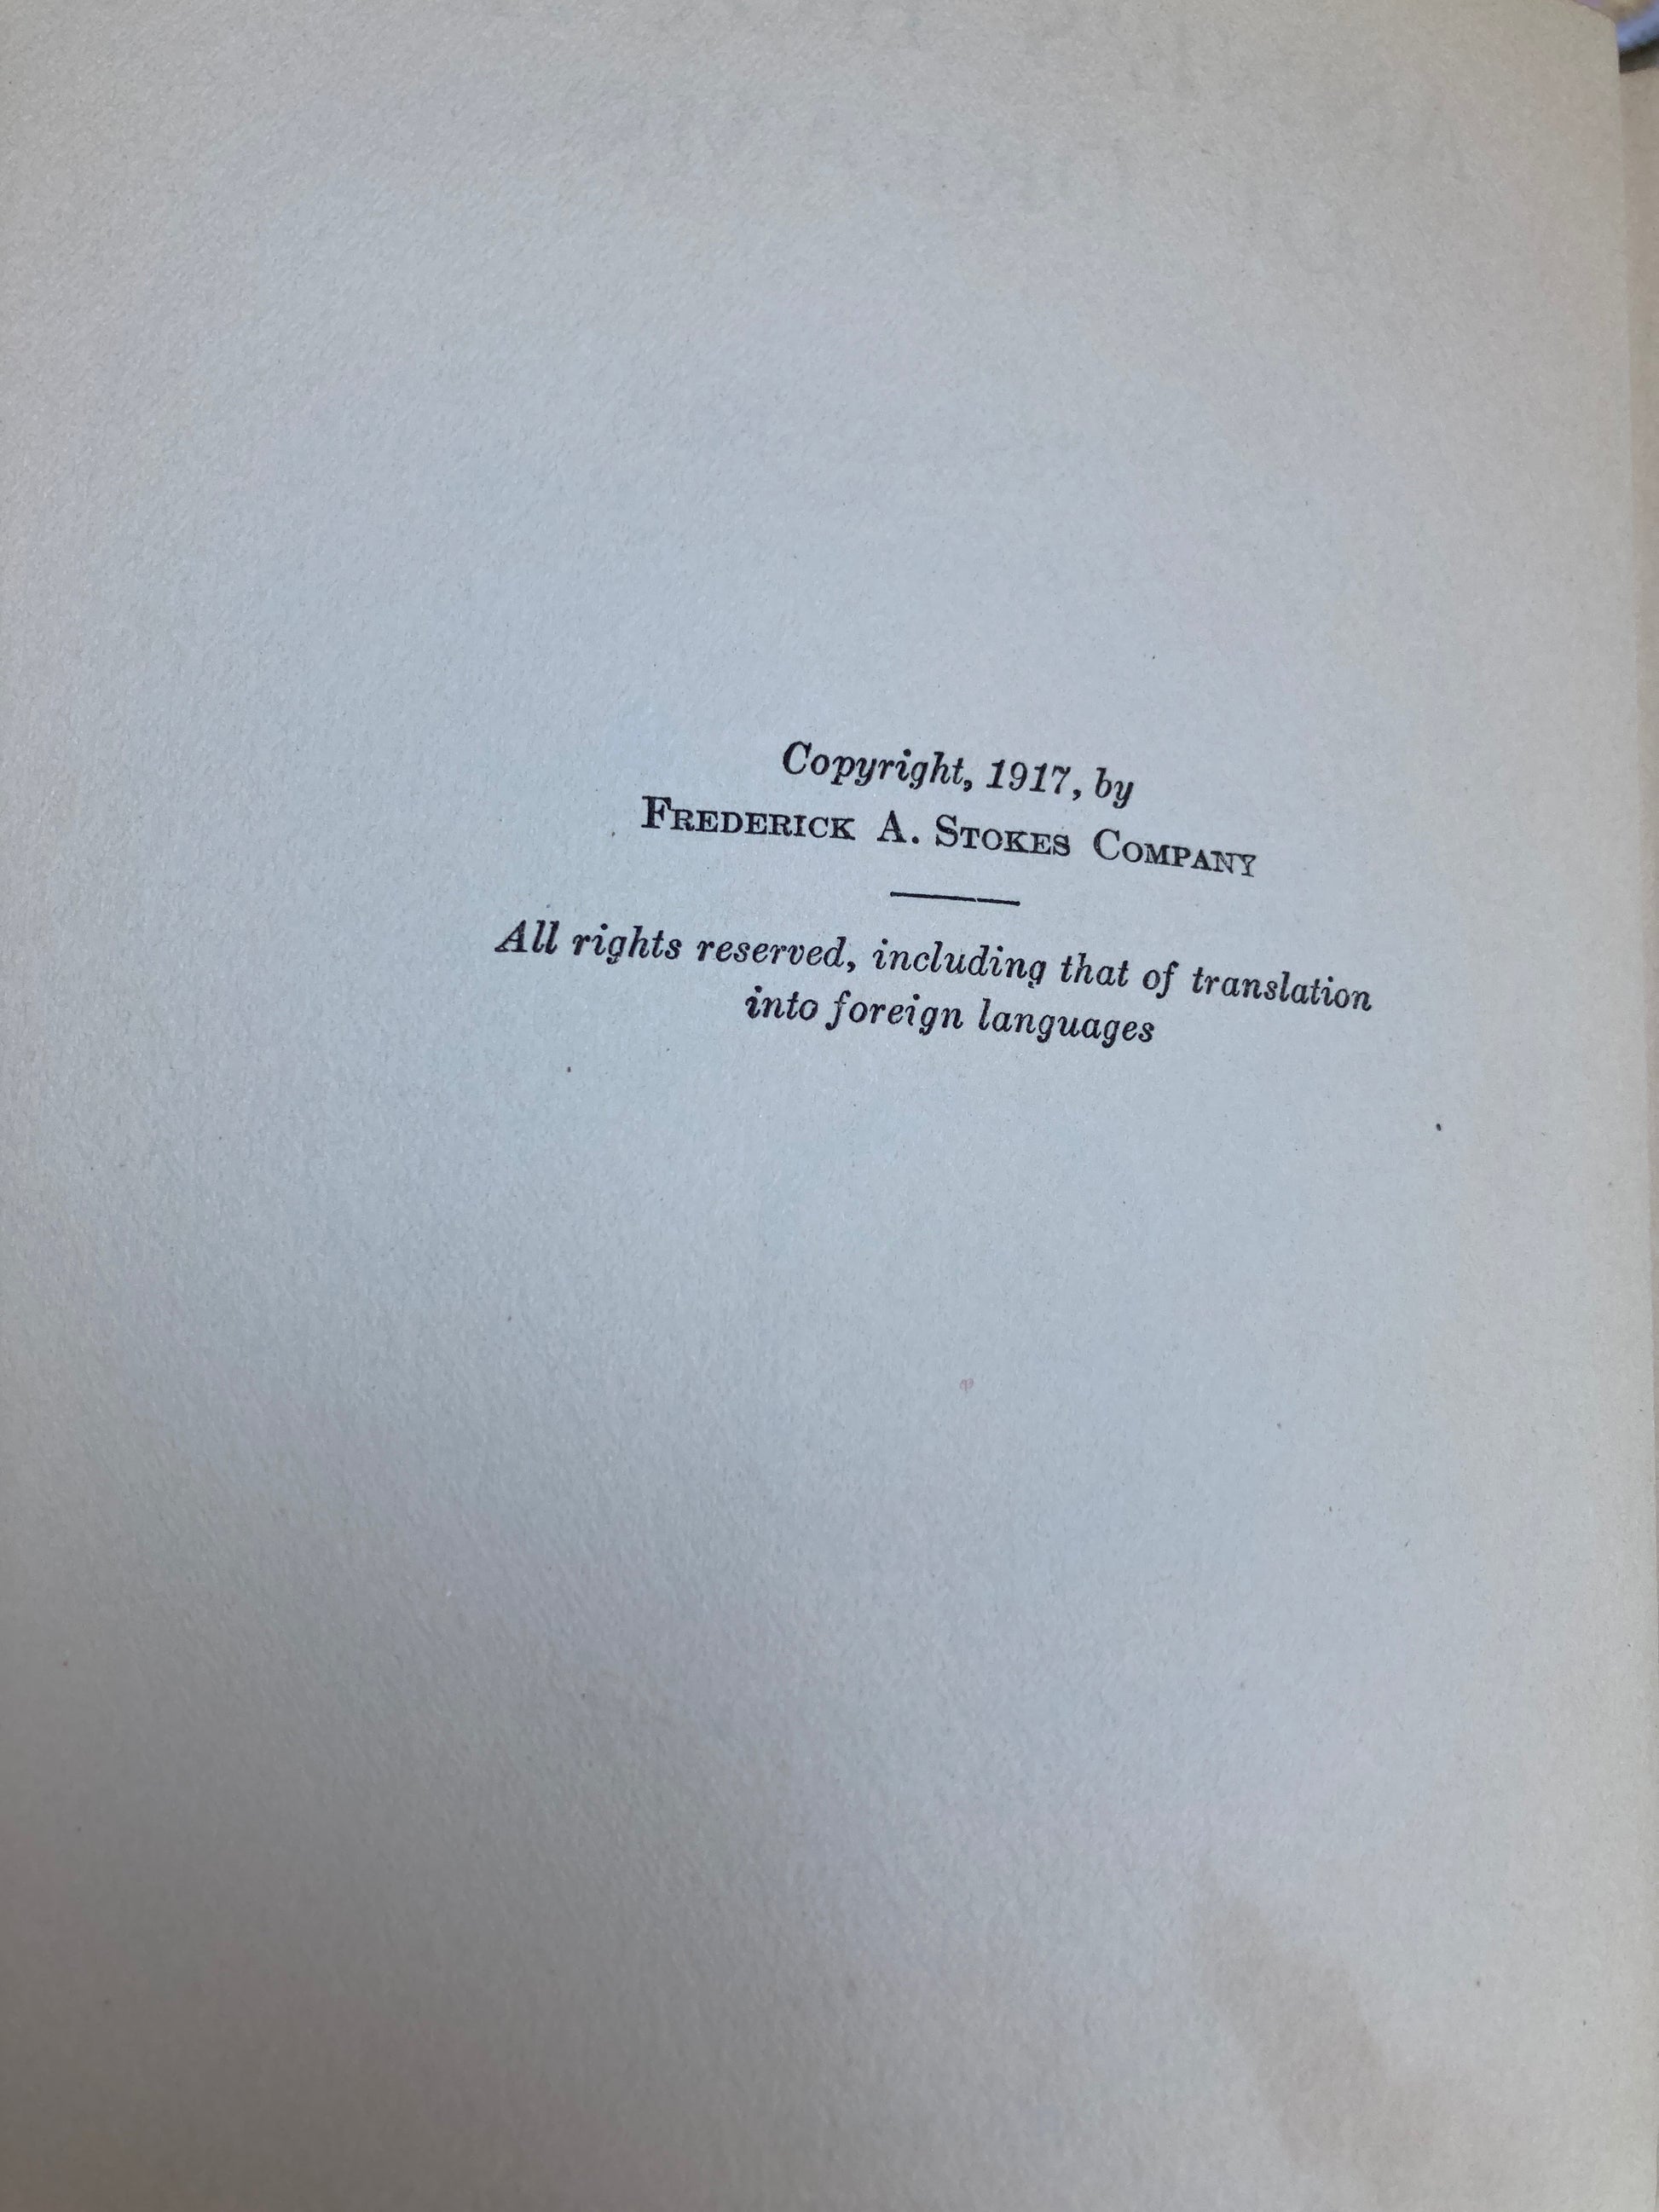 Copyright, 1917, by
FREDERICK A. STOKES COMPANY
All rights reserved, including that of translation
into foreign languages